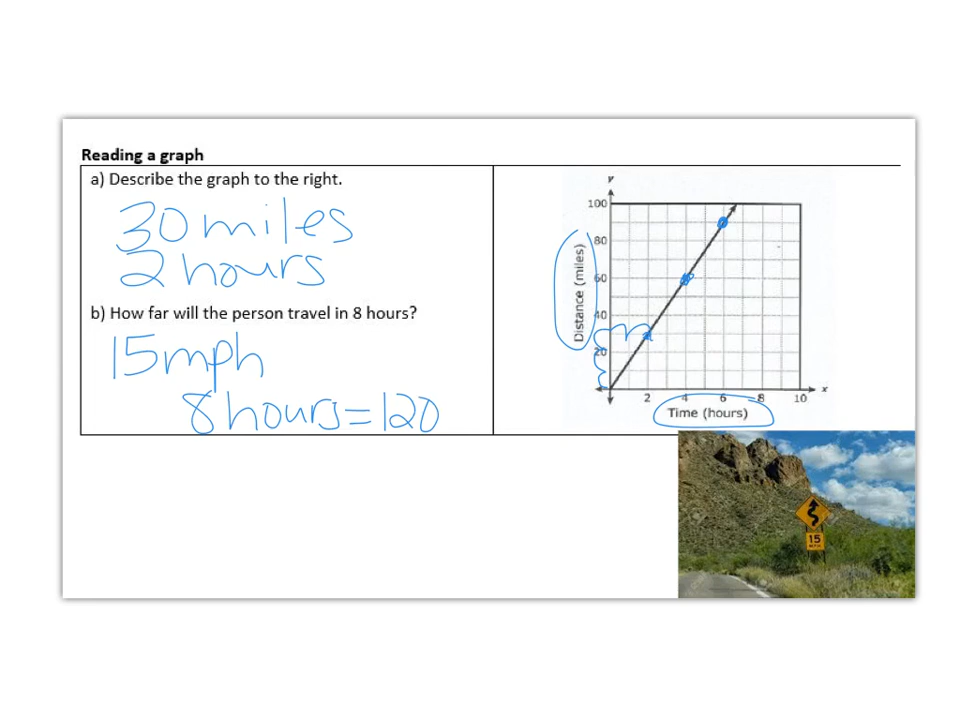 Reading a graph
a) Describe the graph to the right.
30 miles
2 hours
b) How far will the person travel in 8 hours?
15mph
8 hours = 120
y
100
80
60
40
20
Distance (miles)
2
4
6
8
10
x
Time (hours)
15